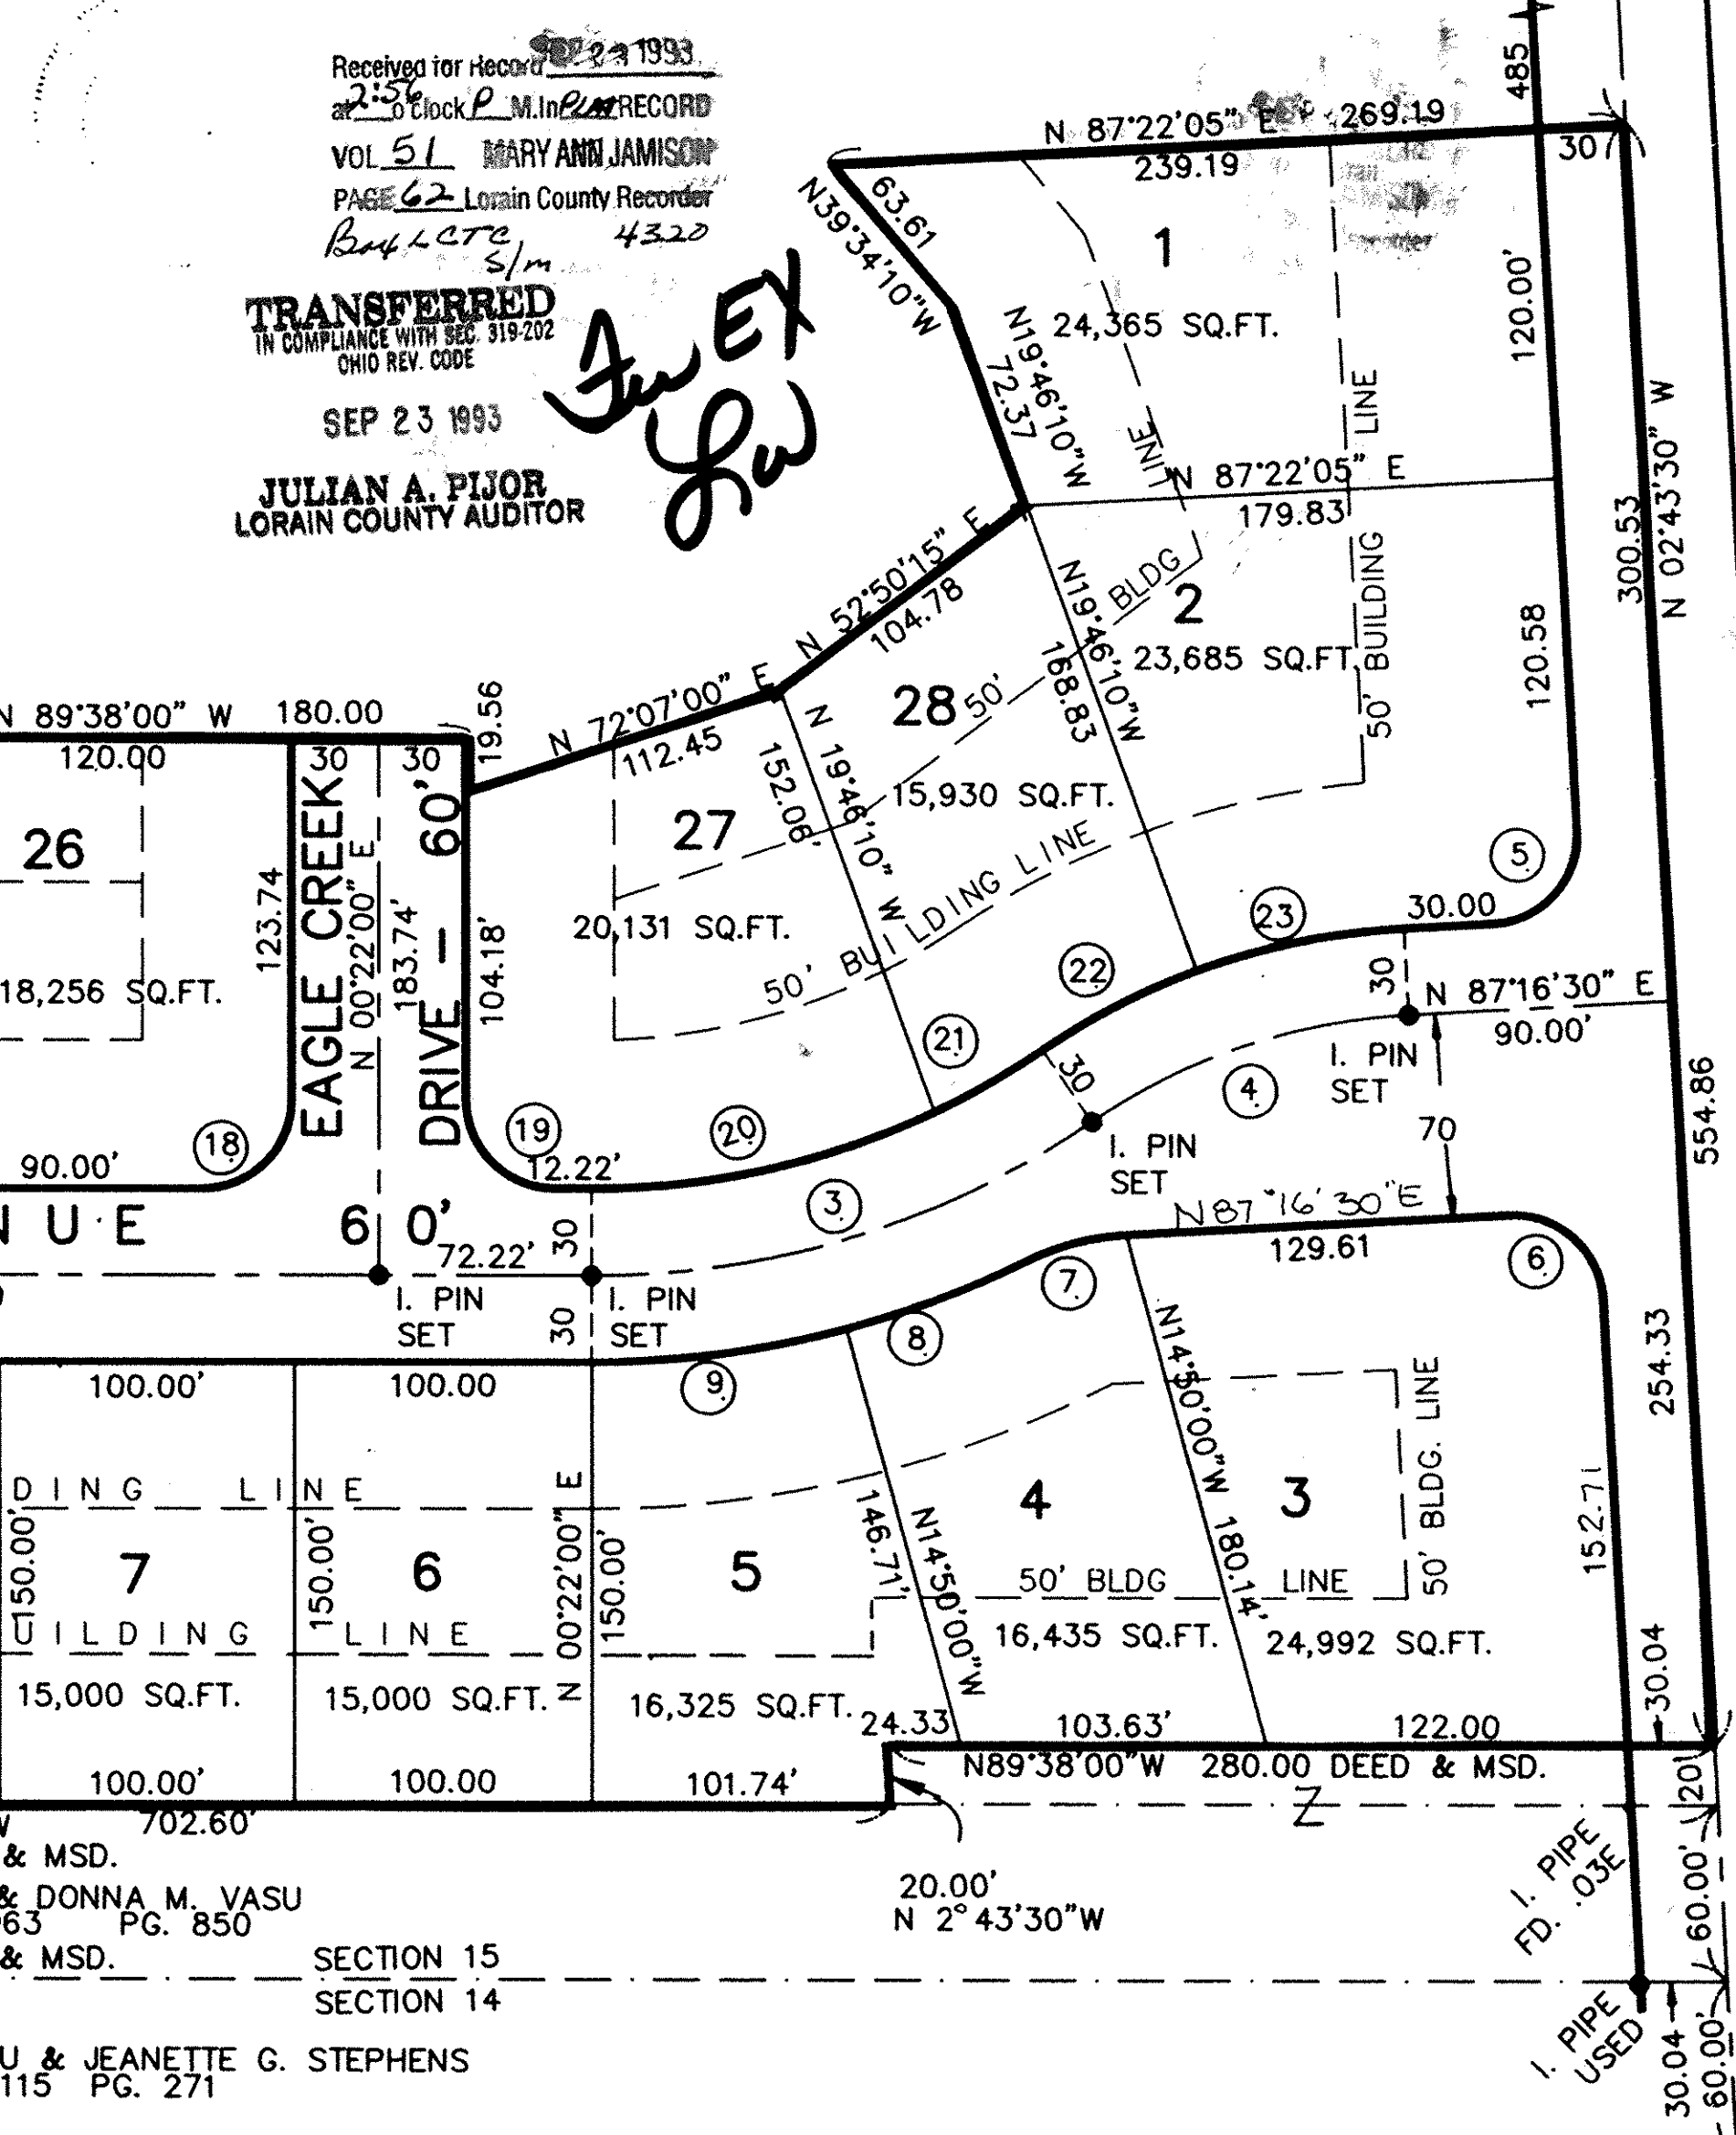 Received for Record SEP 23 1993
at 2:56 o'clock P M. In PLAT RECORD
VOL 51 MARY ANN JAMISON
PAGE 62 Lorain County Recorder
Box LCTC 4320
S/m
TRANSFERRED
IN COMPLIANCE WITH SEC. 319-202
OHIO REV. CODE
SEP 23 1993
JULIAN A. PIJOR
LORAIN COUNTY AUDITOR
EX
485
N 87°22'05" E 269.19
239.19
30
63.61
N39°34'10"W
1
24,365 SQ.FT.
120.00'
N19°46'10"W
72.37
LINE
LINE
N 87°22'05" E
179.83
300.53
N 02°43'30" W
N 52°50'15" E
104.78
BLDG
50'
2
23,685 SQ.FT.
50' BUILDING
120.58
N19°46'10"W
168.83
28
15,930 SQ.FT.
N 89°38'00" W 180.00
120.00
30
30
19.56
N 72°07'00" E
112.45
152.06'
N 19°46'10" W
27
20,131 SQ.FT.
50' BUILDING LINE
26
18,256 SQ.FT.
123.74
EAGLE CREEK
N 00°22'00" E
183.74'
DRIVE - 60'
104.18'
5
23
30.00
22
30
N 87°16'30" E
90.00'
21
I. PIN
SET
30
4
554.86
18
19
20
90.00'
12.22'
I. PIN
SET
70
3
N87°16'30"E
129.61
6
NUE 60'
72.22'
30
I. PIN
SET
30
I. PIN
SET
7
8
9
254.33
100.00'
100.00
N14°50'00"W 180.14'
50' BLDG. LINE
152.71
DING LINE
150.00'
7
150.00'
6
N 00°22'00" E
150.00'
5
146.71'
N14°50'00"W
4
3
50' BLDG LINE
UILDING LINE
15,000 SQ.FT.
15,000 SQ.FT.
16,325 SQ.FT.
16,435 SQ.FT.
24,992 SQ.FT.
30.04
24.33
103.63'
122.00
N89°38'00"W 280.00 DEED & MSD.
100.00'
100.00
101.74'
20'
Z
702.60'
& MSD.
& DONNA M. VASU
963 PG. 850
& MSD.
20.00'
N 2°43'30"W
I. PIPE
FD. .03E
60.00'
SECTION 15
SECTION 14
I. PIPE
USED
30.04
60.00'
U & JEANETTE G. STEPHENS
115 PG. 271